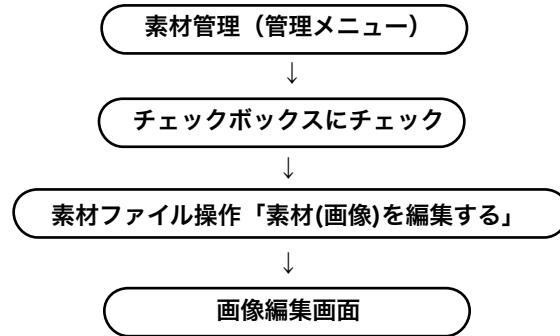 素材管理（管理メニュー）
↓
チェックボックスにチェック
↓
素材ファイル操作「素材(画像)を編集する」
↓
画像編集画面